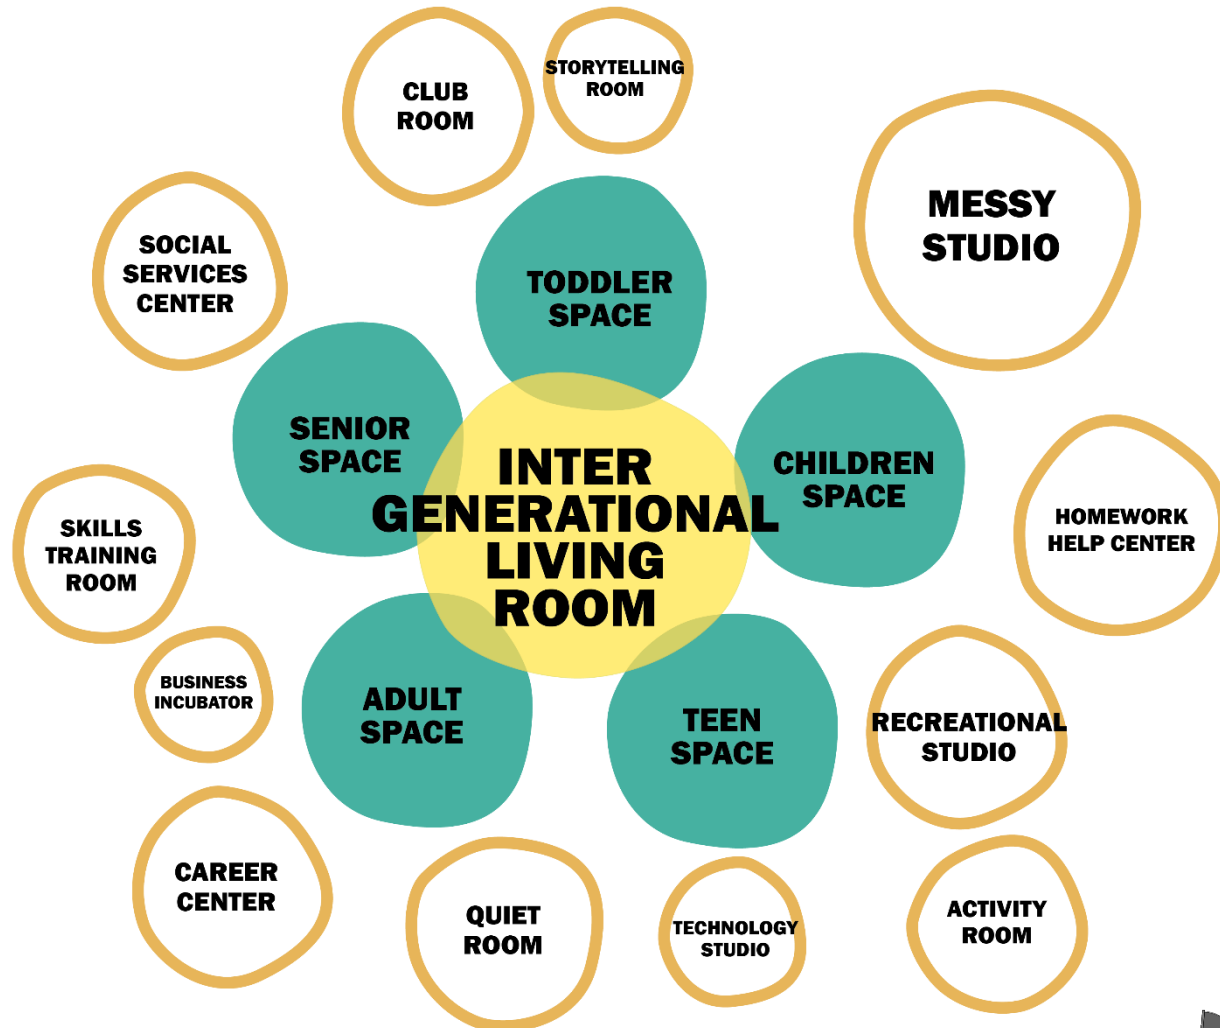 CLUB
ROOM
STORYTELLING
ROOM
MESSY
STUDIO
SOCIAL
SERVICES
CENTER
TODDLER
SPACE
SENIOR
SPACE
CHILDREN
SPACE
INTER
GENERATIONAL
LIVING
ROOM
HOMEWORK
HELP CENTER
SKILLS
TRAINING
ROOM
BUSINESS
INCUBATOR
ADULT
SPACE
TEEN
SPACE
RECREATIONAL
STUDIO
CAREER
CENTER
QUIET
ROOM
TECHNOLOGY
STUDIO
ACTIVITY
ROOM